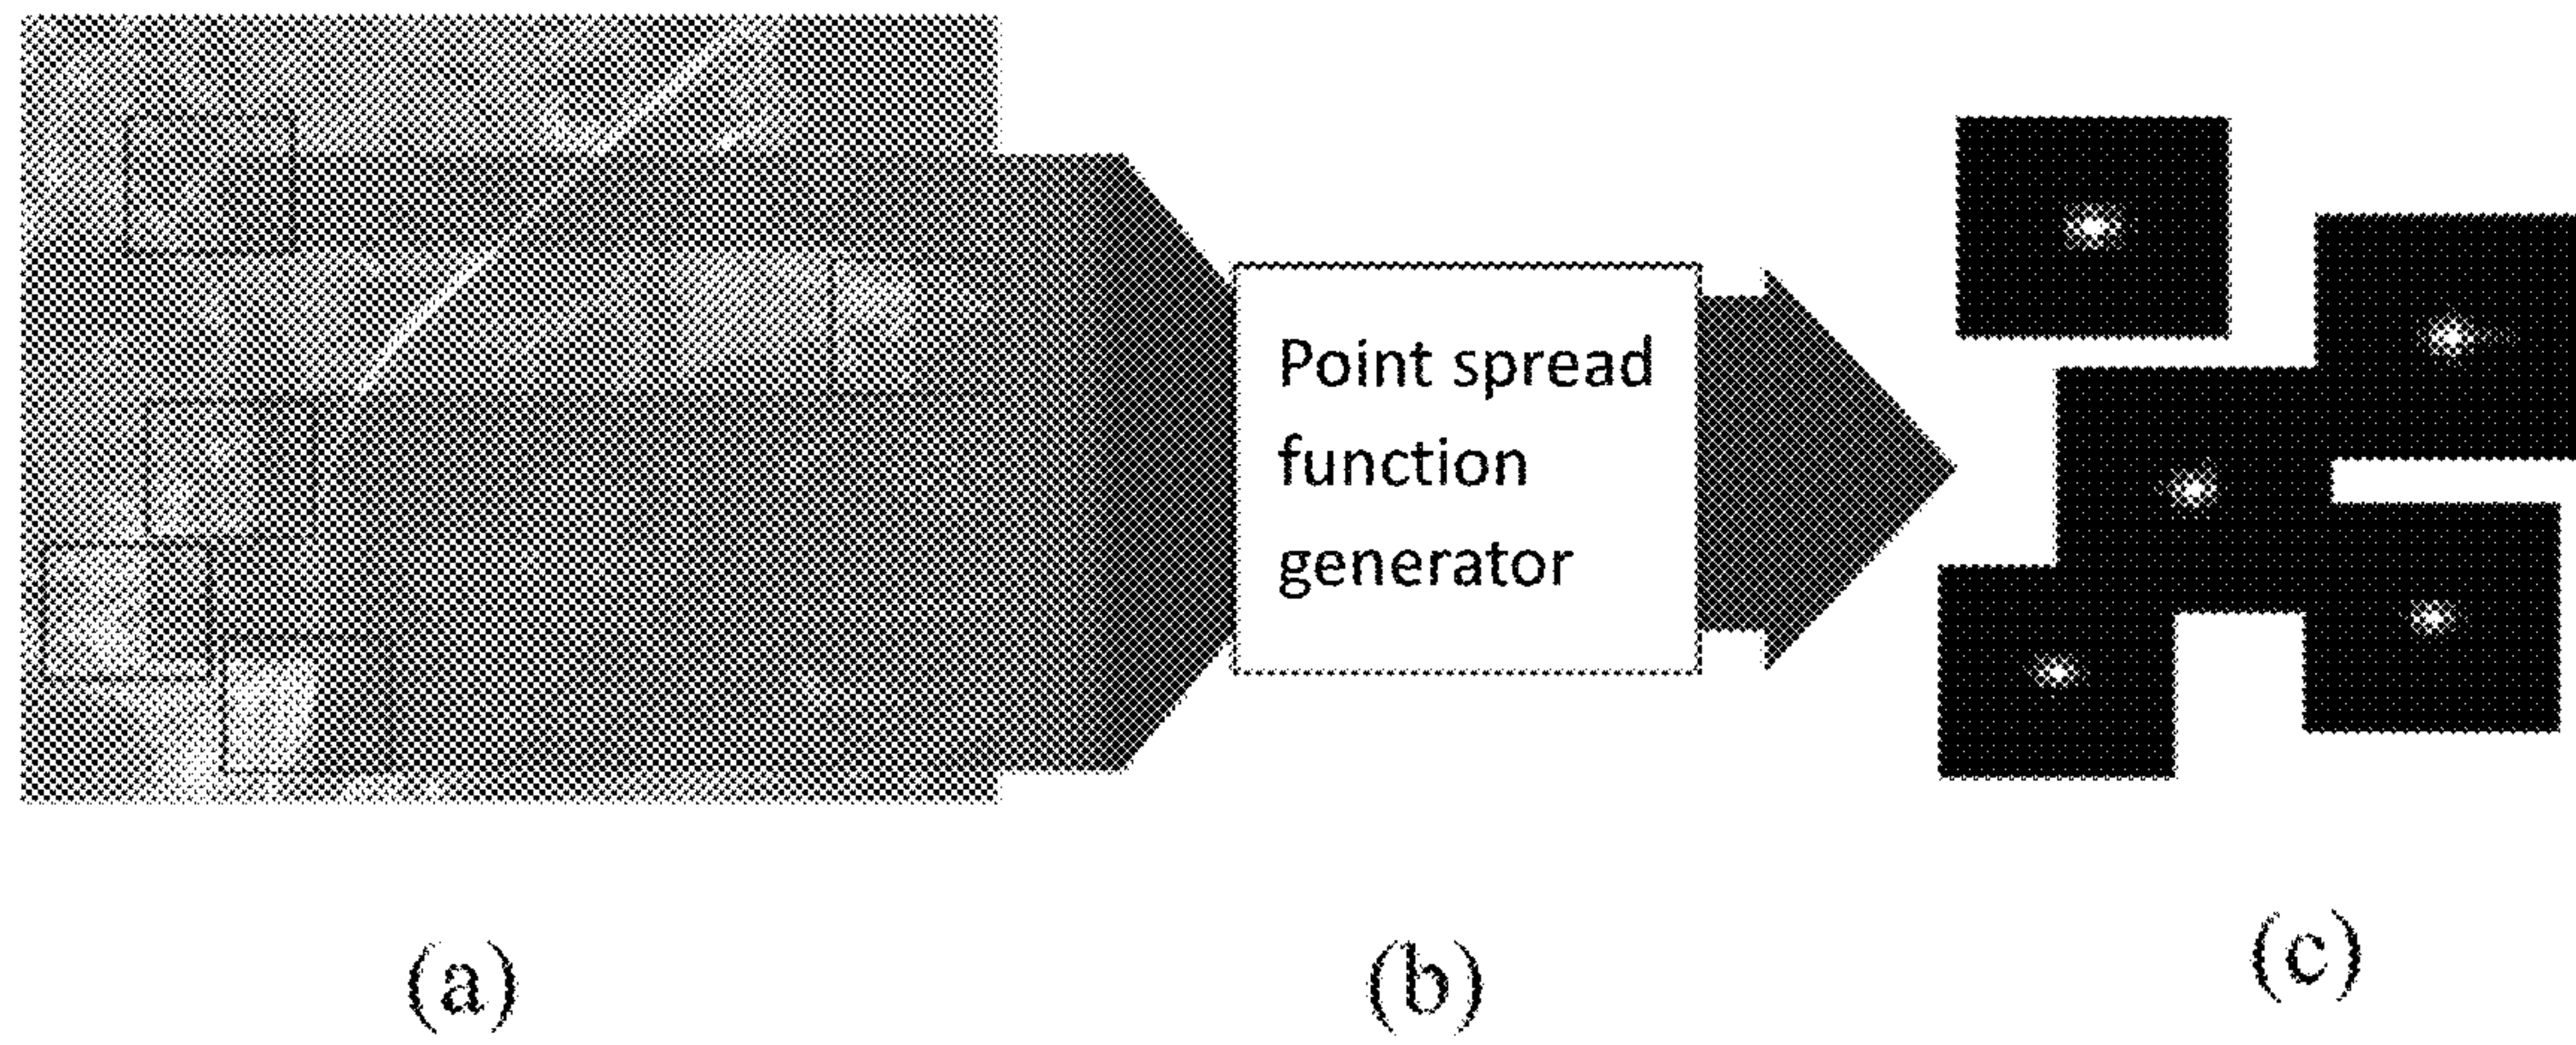 Point spread
function
generator
(a)
(b)
(c)